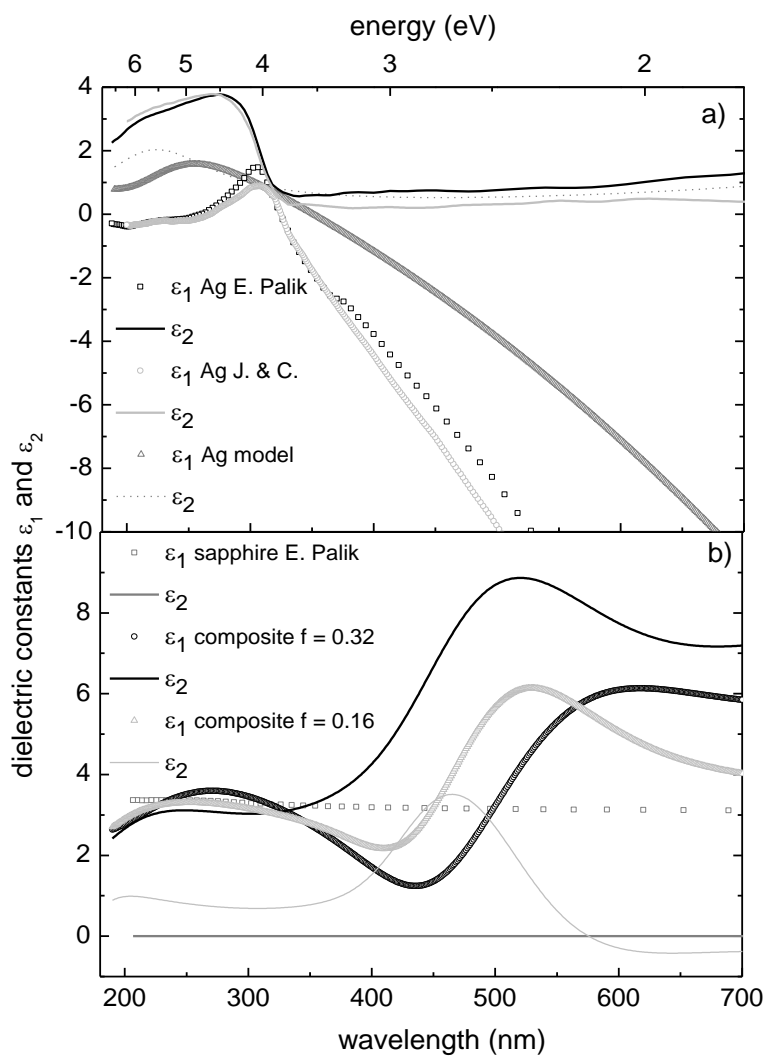 energy (eV)
6 5 4 3 2
a)
4
2
0
-2
-4
-6
-8
-10
ε1 Ag E. Palik
ε2
ε1 Ag J. & C.
ε2
ε1 Ag model
ε2
dielectric constants ε1 and ε2
b)
8
6
4
2
0
ε1 sapphire E. Palik
ε2
ε1 composite f = 0.32
ε2
ε1 composite f = 0.16
ε2
200 300 400 500 600 700
wavelength (nm)